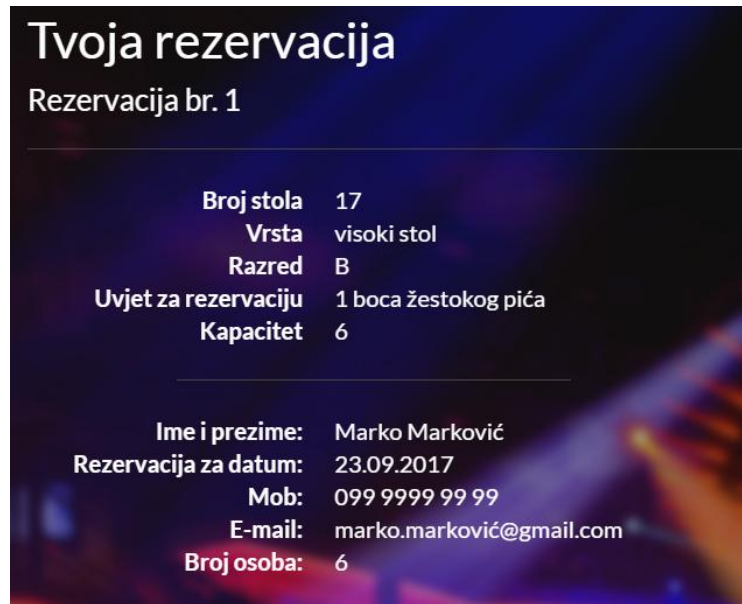 Tvoja rezervacija
Rezervacija br. 1
Broj stola 17
Vrsta visoki stol
Razred B
Uvjet za rezervaciju 1 boca žestokog pića
Kapacitet 6
Ime i prezime: Marko Marković
Rezervacija za datum: 23.09.2017
Mob: 099 9999 99 99
E-mail: marko.marković@gmail.com
Broj osoba: 6